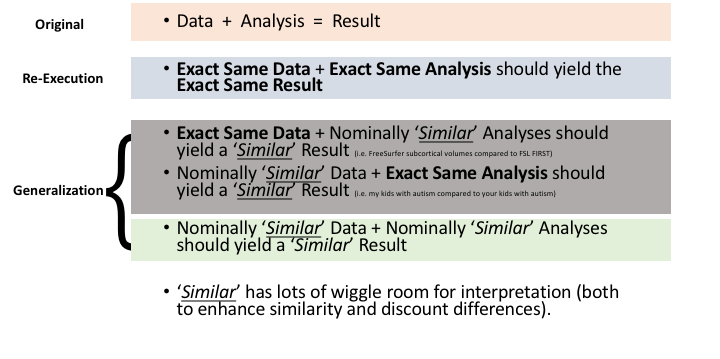 Original
• Data + Analysis = Result
Re-Execution
• Exact Same Data + Exact Same Analysis should yield the
Exact Same Result
Generalization
• Exact Same Data + Nominally ‘Similar’ Analyses should
yield a ‘Similar’ Result (i.e. FreeSurfer subcortical volumes compared to FSL FIRST)
• Nominally ‘Similar’ Data + Exact Same Analysis should
yield a ‘Similar’ Result (i.e. my kids with autism compared to your kids with autism)
• Nominally ‘Similar’ Data + Nominally ‘Similar’ Analyses
should yield a ‘Similar’ Result
• ‘Similar’ has lots of wiggle room for interpretation (both
to enhance similarity and discount differences).